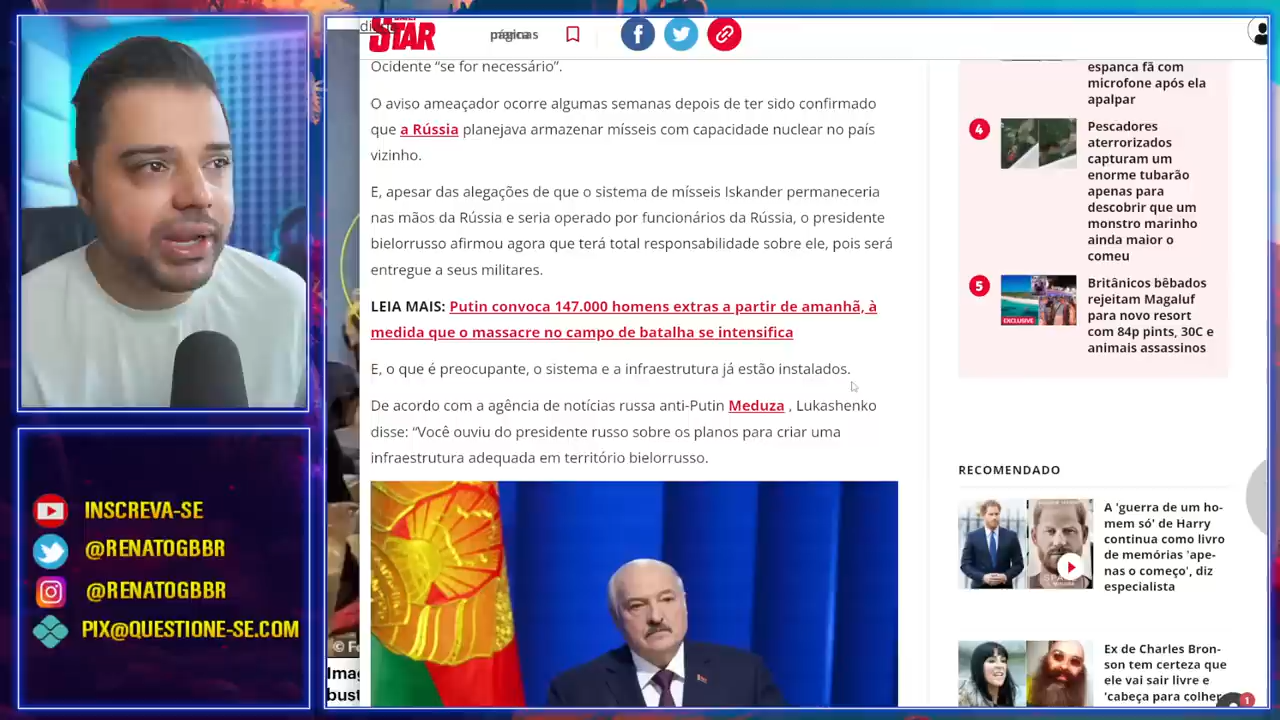 DAILY
STAR
páginas
Ocidente “se for necessário”.
O aviso ameaçador ocorre algumas semanas depois de ter sido confirmado
que a Rússia planejava armazenar mísseis com capacidade nuclear no país
vizinho.
E, apesar das alegações de que o sistema de mísseis Iskander permaneceria
nas mãos da Rússia e seria operado por funcionários da Rússia, o presidente
bielorrusso afirmou agora que terá total responsabilidade sobre ele, pois será
entregue a seus militares.
LEIA MAIS: Putin convoca 147.000 homens extras a partir de amanhã, à
medida que o massacre no campo de batalha se intensifica
E, o que é preocupante, o sistema e a infraestrutura já estão instalados.
De acordo com a agência de notícias russa anti-Putin Meduza , Lukashenko
disse: “Você ouviu do presidente russo sobre os planos para criar uma
infraestrutura adequada em território bielorrusso.
espanca fã com
microfone após ela
apalpar
4
Pescadores
aterrorizados
capturam um
enorme tubarão
apenas para
descobrir que um
monstro marinho
ainda maior o
comeu
5
EXCLUSIVE
Britânicos bêbados
rejeitam Magaluf
para novo resort
com 84p pints, 30C e
animais assassinos
RECOMENDADO
A 'guerra de um ho-
mem só' de Harry
continua como livro
de memórias 'ape-
nas o começo', diz
especialista
Ex de Charles Bron-
son tem certeza que
ele vai sair livre e
'cabeça para colher
1
INSCREVA-SE
@RENATOGBBR
@RENATOGBBR
PIX@QUESTIONE-SE.COM
Imag
bust